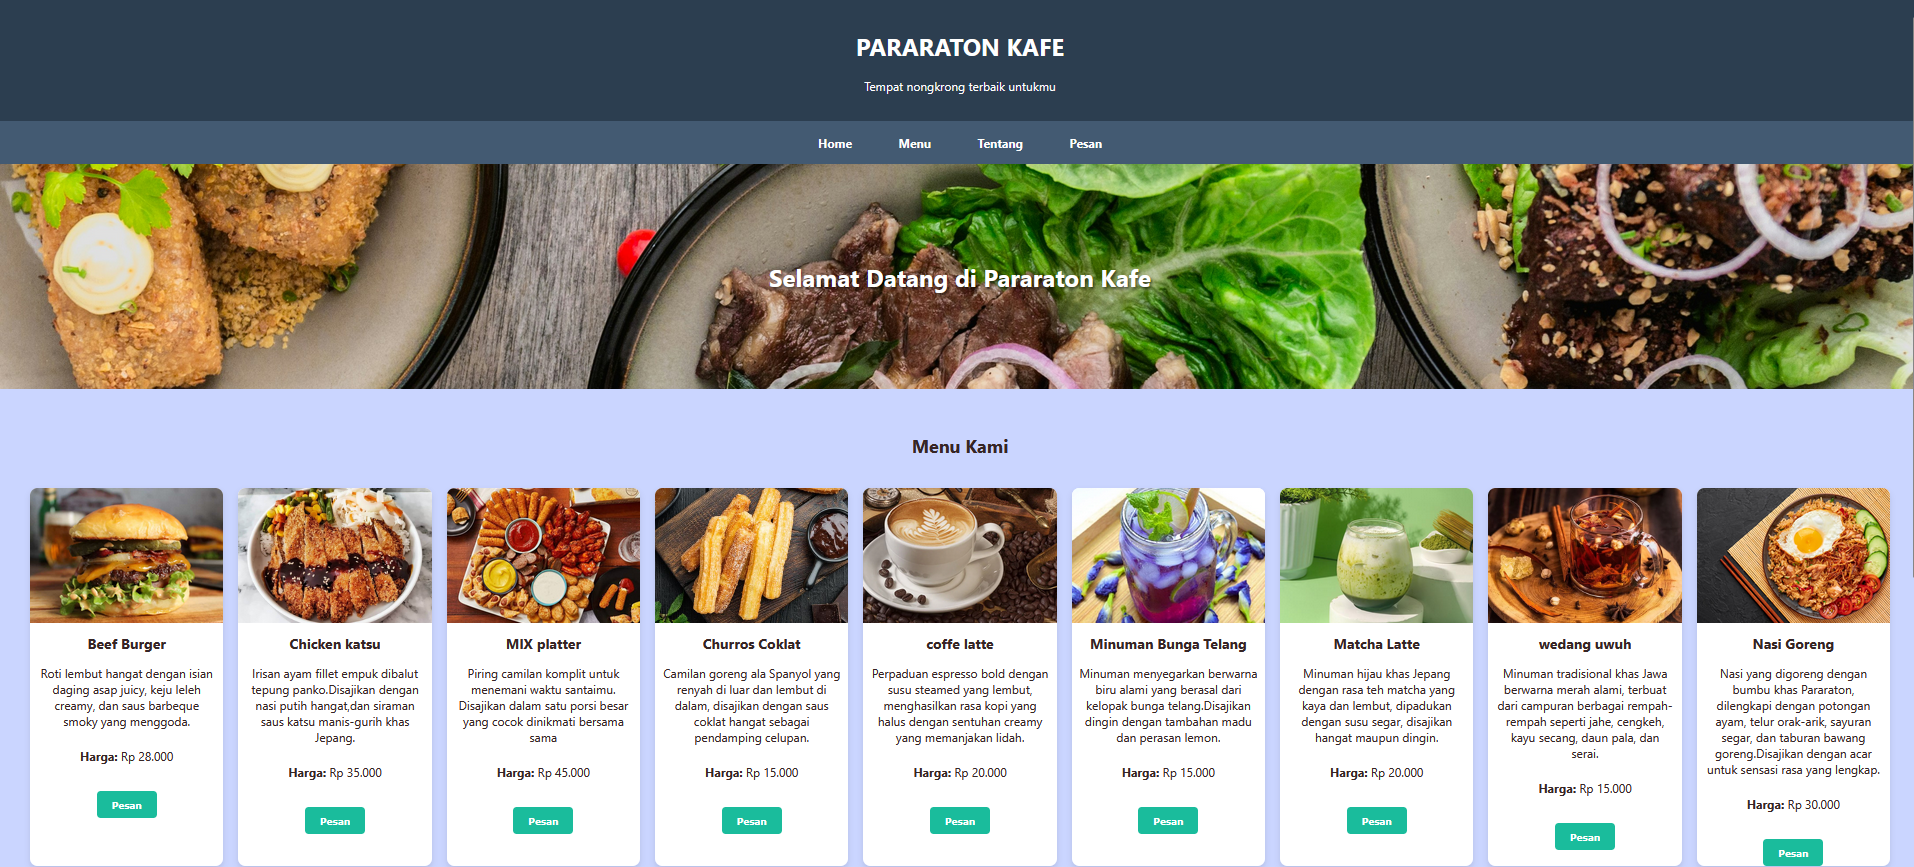 PARARATON KAFE
Tempat nongkrong terbaik untukmu
Home Menu Tentang Pesan
Selamat Datang di Pararaton Kafe
Menu Kami
Beef Burger
Roti lembut hangat dengan isian
daging asap juicy, keju leleh
creamy, dan saus barbeque
smoky yang menggoda.
Harga: Rp 28.000
Pesan
Chicken katsu
Irisan ayam fillet empuk dibalut
tepung panko.Disajikan dengan
nasi putih hangat,dan siraman
saus katsu manis-gurih khas
Jepang.
Harga: Rp 35.000
Pesan
MIX platter
Piring camilan komplit untuk
menemani waktu santaimu.
Disajikan dalam satu porsi besar
yang cocok dinikmati bersama
sama
Harga: Rp 45.000
Pesan
Churros Coklat
Camilan goreng ala Spanyol yang
renyah di luar dan lembut di
dalam, disajikan dengan saus
coklat hangat sebagai
pendamping celupan.
Harga: Rp 15.000
Pesan
coffe latte
Perpaduan espresso bold dengan
susu steamed yang lembut,
menghasilkan rasa kopi yang
halus dengan sentuhan creamy
yang memanjakan lidah.
Harga: Rp 20.000
Pesan
Minuman Bunga Telang
Minuman menyegarkan berwarna
biru alami yang berasal dari
kelopak bunga telang.Disajikan
dingin dengan tambahan madu
dan perasan lemon.
Harga: Rp 15.000
Pesan
Matcha Latte
Minuman hijau khas Jepang
dengan rasa teh matcha yang
kaya dan lembut, dipadukan
dengan susu segar, disajikan
hangat maupun dingin.
Harga: Rp 20.000
Pesan
wedang uwuh
Minuman tradisional khas Jawa
berwarna merah alami, terbuat
dari campuran berbagai rempah-
rempah seperti jahe, cengkeh,
kayu secang, daun pala, dan
serai.
Harga: Rp 15.000
Pesan
Nasi Goreng
Nasi yang digoreng dengan
bumbu khas Pararaton,
dilengkapi dengan potongan
ayam, telur orak-arik, sayuran
segar, dan taburan bawang
goreng.Disajikan dengan acar
untuk sensasi rasa yang lengkap.
Harga: Rp 30.000
Pesan